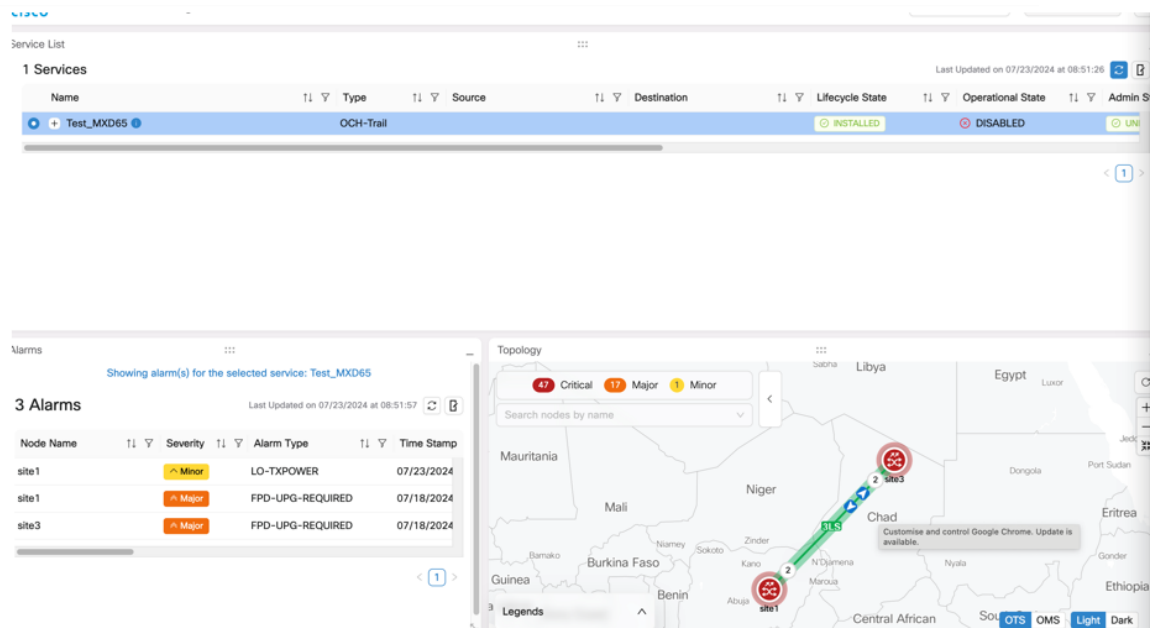 CISCO
Service List
1 Services
Last Updated on 07/23/2024 at 08:51:26
Name Type Source Destination Lifecycle State Operational State Admin S
Test_MXD65 OCH-Trail INSTALLED DISABLED UNI
1
Alarms
Showing alarm(s) for the selected service: Test_MXD65
3 Alarms
Last Updated on 07/23/2024 at 08:51:57
Node Name Severity Alarm Type Time Stamp
site1 Minor LO-TXPOWER 07/23/2024
site1 Major FPD-UPG-REQUIRED 07/18/2024
site3 Major FPD-UPG-REQUIRED 07/18/2024
1
Topology
47 Critical 17 Major 1 Minor
Search nodes by name
Sabha
Libya
Egypt
Luxor
Mauritania
Port Sudan
Dongola
2 site3
Niger
Mali
Chad
Eritrea
3LS
Customise and control Google Chrome. Update is
available.
Niamey
Zinder
Sokoto
Bamako
Burkina Faso
Kano
N'Djamena
Nyala
Gonder
Guinea
2
Maroua
Benin
Abuja
site1
Ethiopia
Legends
Central African
OTS OMS Light Dark